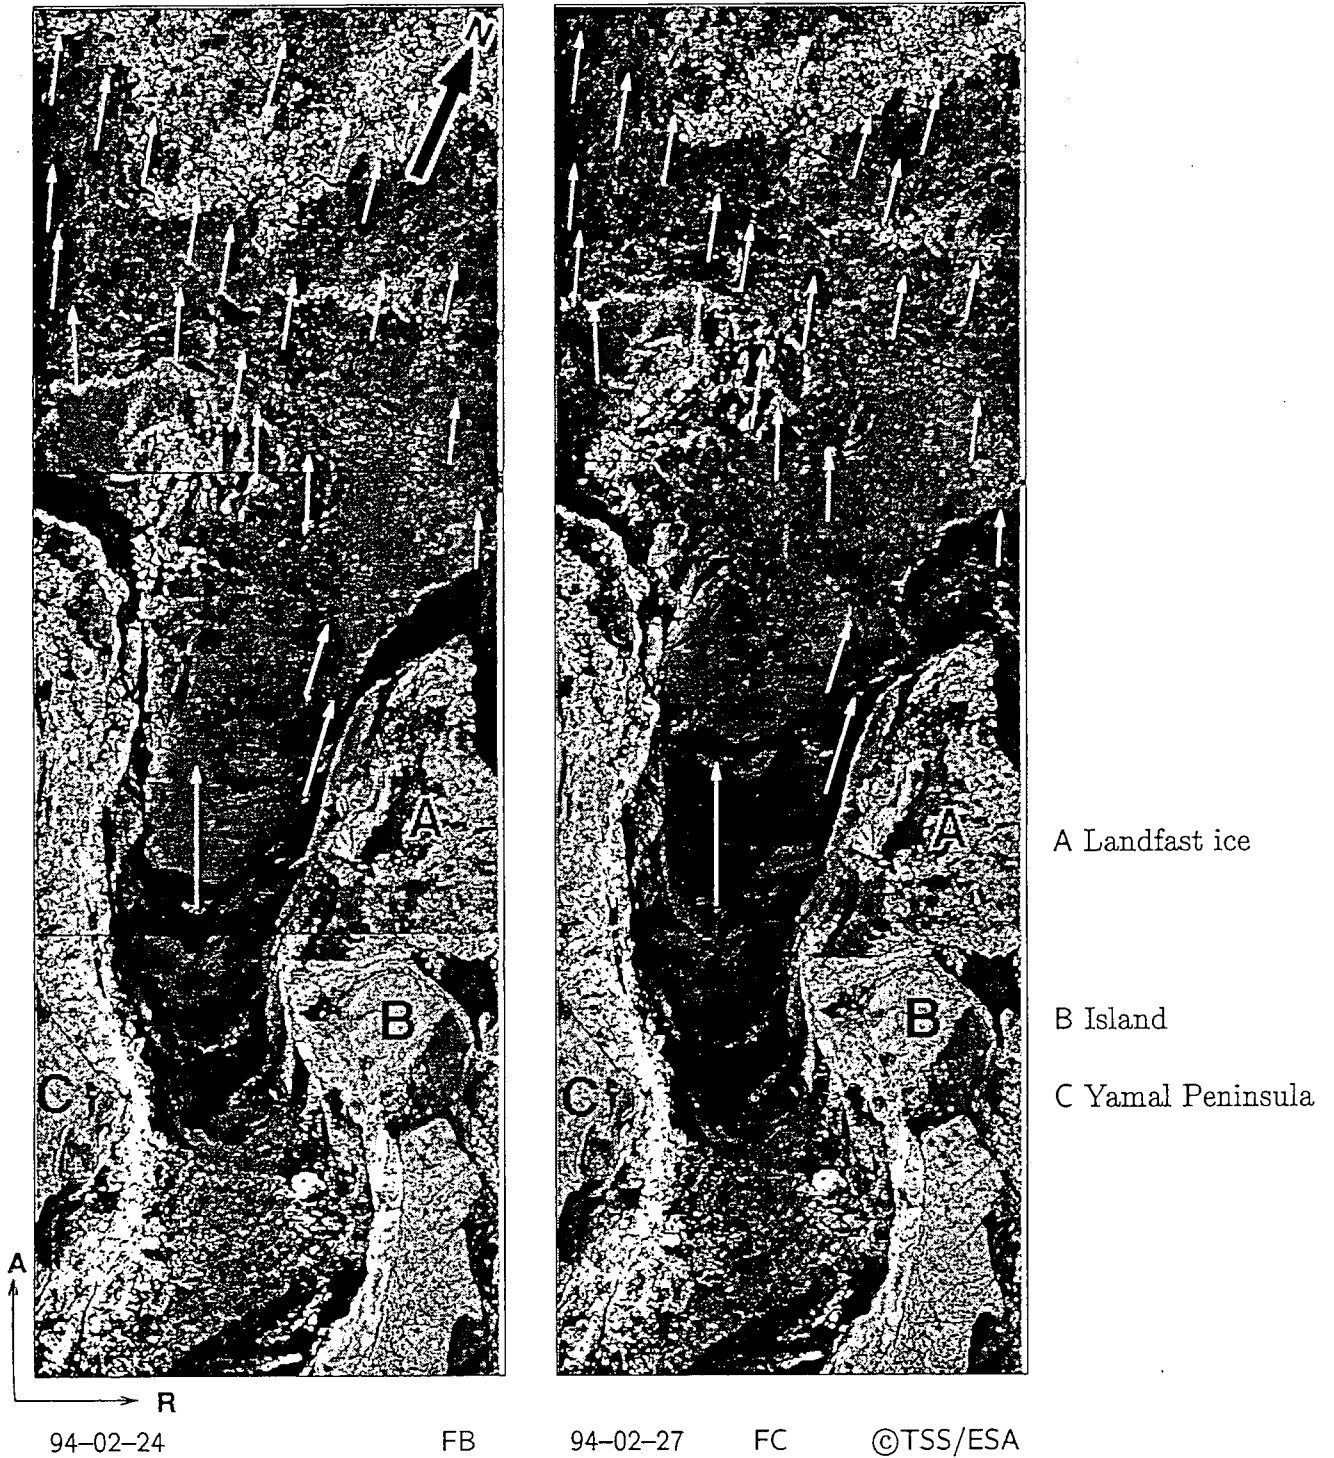 N
A
A
A Landfast ice
B
B
B Island
C
C
C Yamal Peninsula
A
R
94–02–24 FB 94–02–27 FC ©TSS/ESA